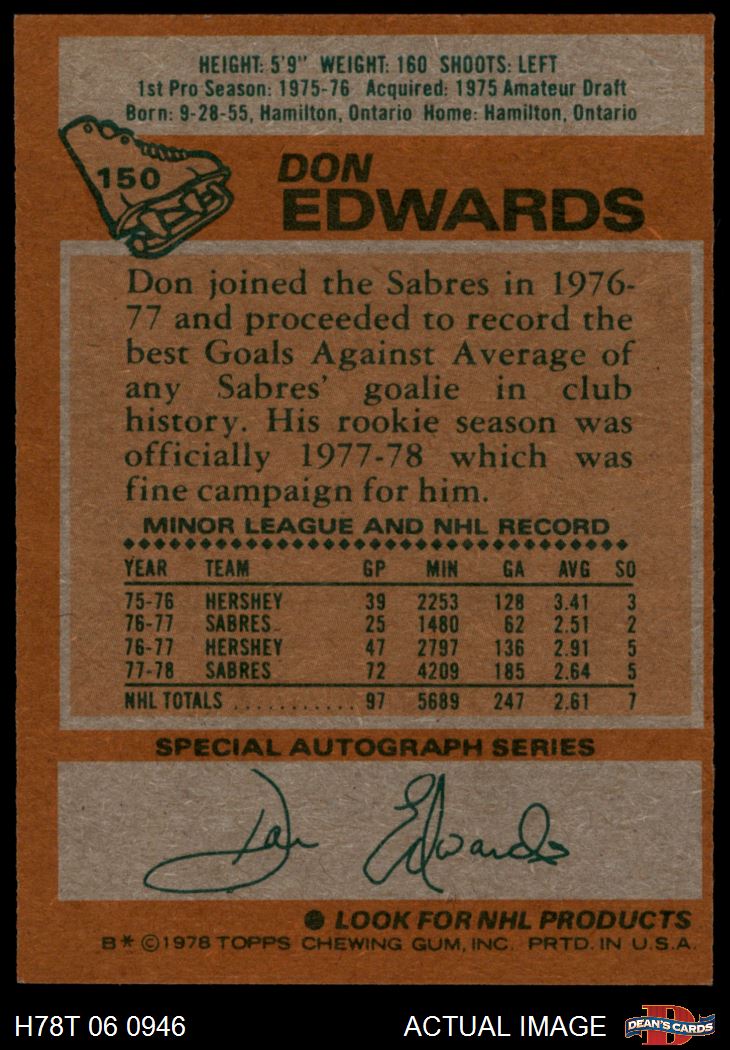 HEIGHT: 5'9" WEIGHT: 160 SHOOTS: LEFT
1st Pro Season: 1975-76 Acquired: 1975 Amateur Draft
Born: 9-28-55, Hamilton, Ontario Home: Hamilton, Ontario
150
DON
EDWARDS
Don joined the Sabres in 1976-
77 and proceeded to record the
best Goals Against Average of
any Sabres' goalie in club
history. His rookie season was
officially 1977-78 which was
fine campaign for him.
MINOR LEAGUE AND NHL RECORD
YEAR TEAM GP MIN GA AVG SO
75-76 HERSHEY 39 2253 128 3.41 3
76-77 SABRES 25 1480 62 2.51 2
76-77 HERSHEY 47 2797 136 2.91 5
77-78 SABRES 72 4209 185 2.64 5
NHL TOTALS ........... 97 5689 247 2.61 7
SPECIAL AUTOGRAPH SERIES
Don Edwards
LOOK FOR NHL PRODUCTS
B* ©1978 TOPPS CHEWING GUM, INC. PRTD. IN U.S.A.
H78T 06 0946 ACTUAL IMAGE D DEAN'S CARDS